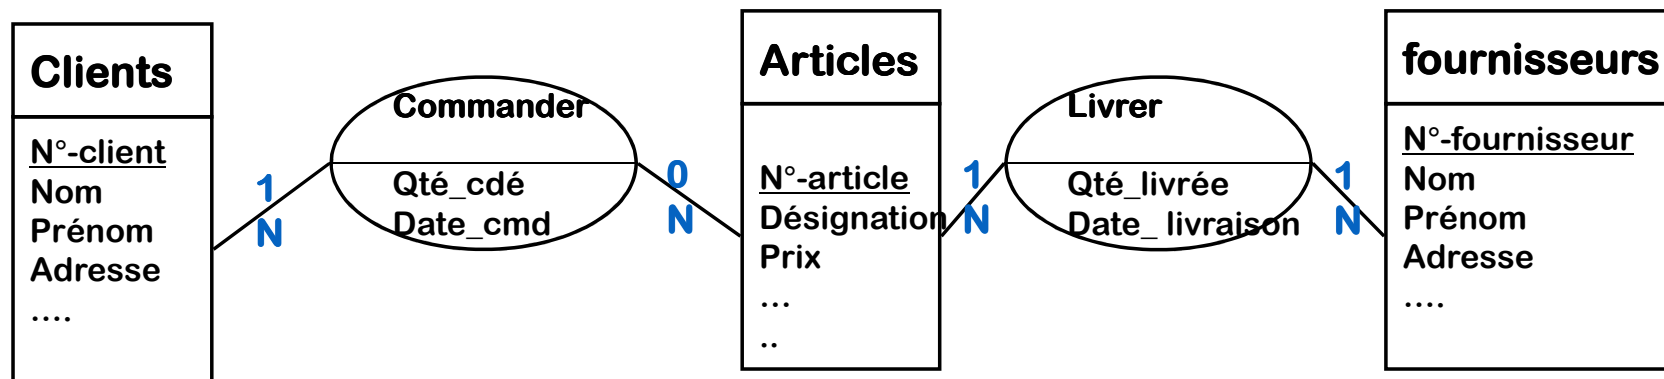 Clients
N°-client
Nom
Prénom
Adresse
....
1
N
Commander
Qté_cdé
Date_cmd
0
N
Articles
N°-article
Désignation
Prix
...
..
1
N
Livrer
Qté_livrée
Date_ livraison
1
N
fournisseurs
N°-fournisseur
Nom
Prénom
Adresse
....